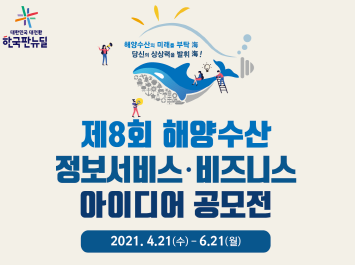 대한민국 대전환
한국판뉴딜
해양수산의 미래를 부탁 海
당신의 상상력을 발휘 海!
제8회 해양수산
정보서비스·비즈니스
아이디어 공모전
2021. 4.21(수) - 6.21(월)